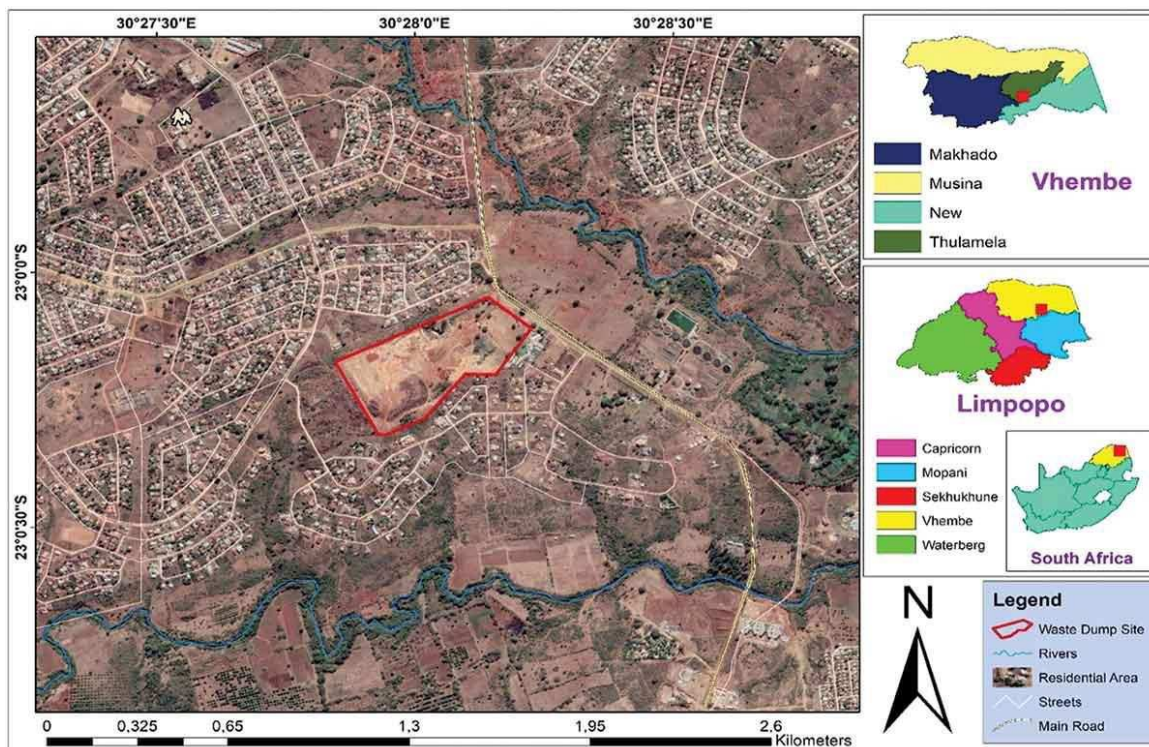 30°27'30"E
30°28'0"E
30°28'30"E
23°0'0"S
23°0'30"S
0
0.325
0.65
1.3
1.95
2.6
Kilometers
Makhado
Musina
New
Thulamela
Vhembe
Limpopo
Capricorn
Mopani
Sekhukhune
Vhembe
Waterberg
South Africa
N
Legend
Waste Dump Site
Rivers
Residential Area
Streets
Main Road